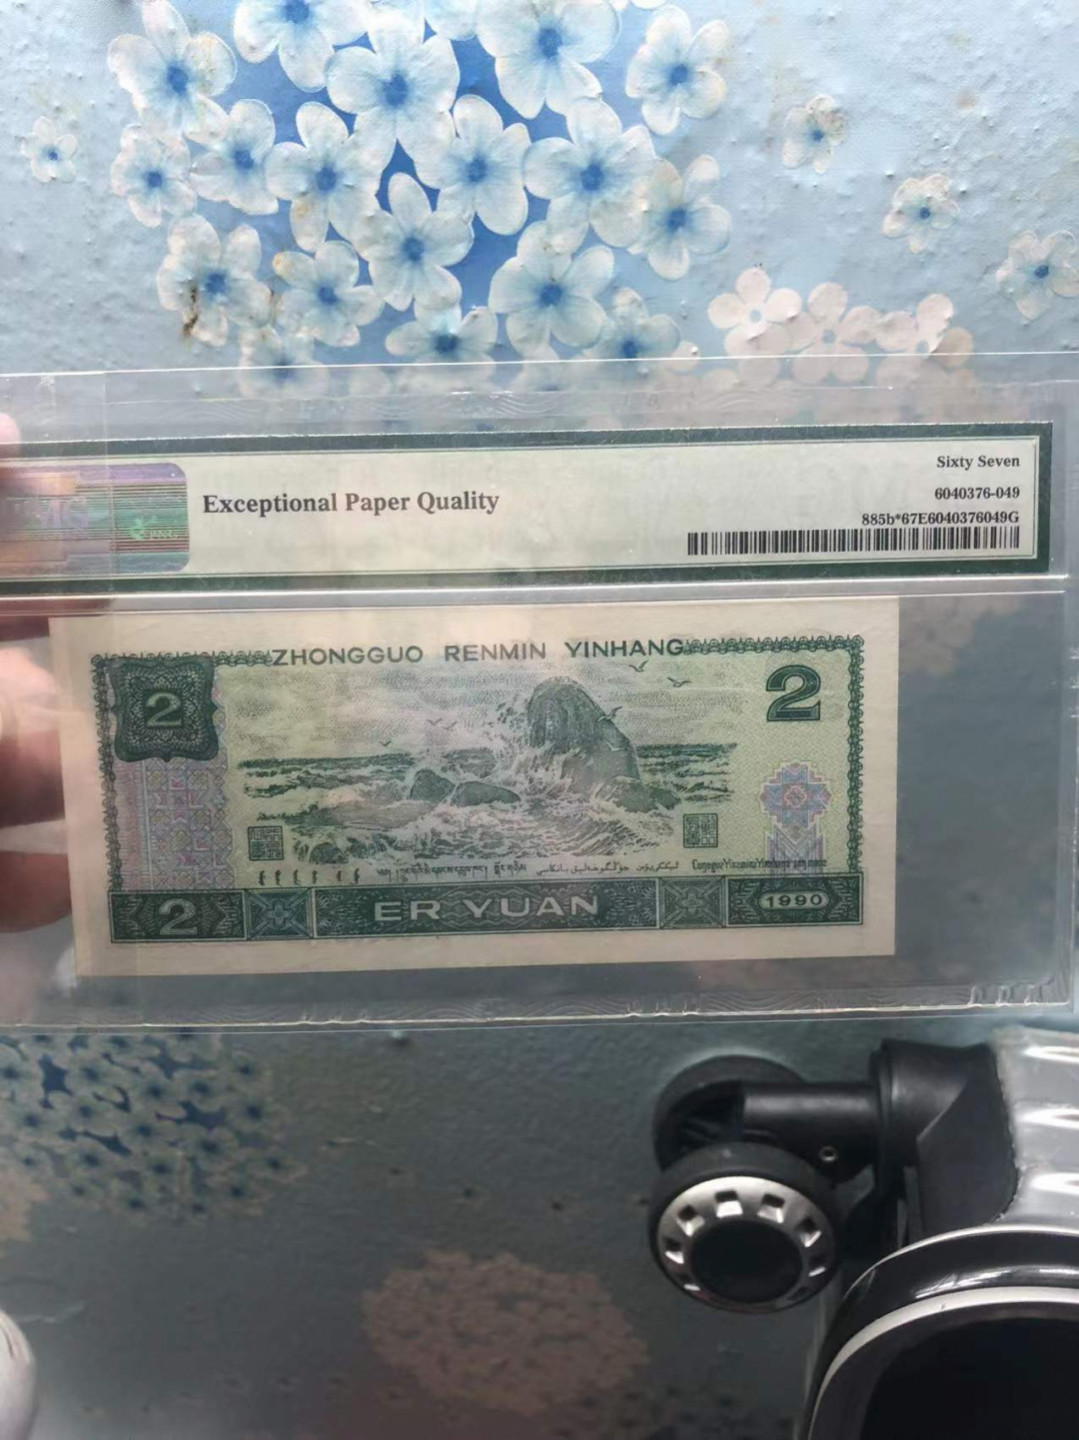 Sixty Seven
Exceptional Paper Quality
6040376-049
885b*67E6040376049G
ZHONGGUO RENMIN YINHANG
2
2
2 ER YUAN 1990